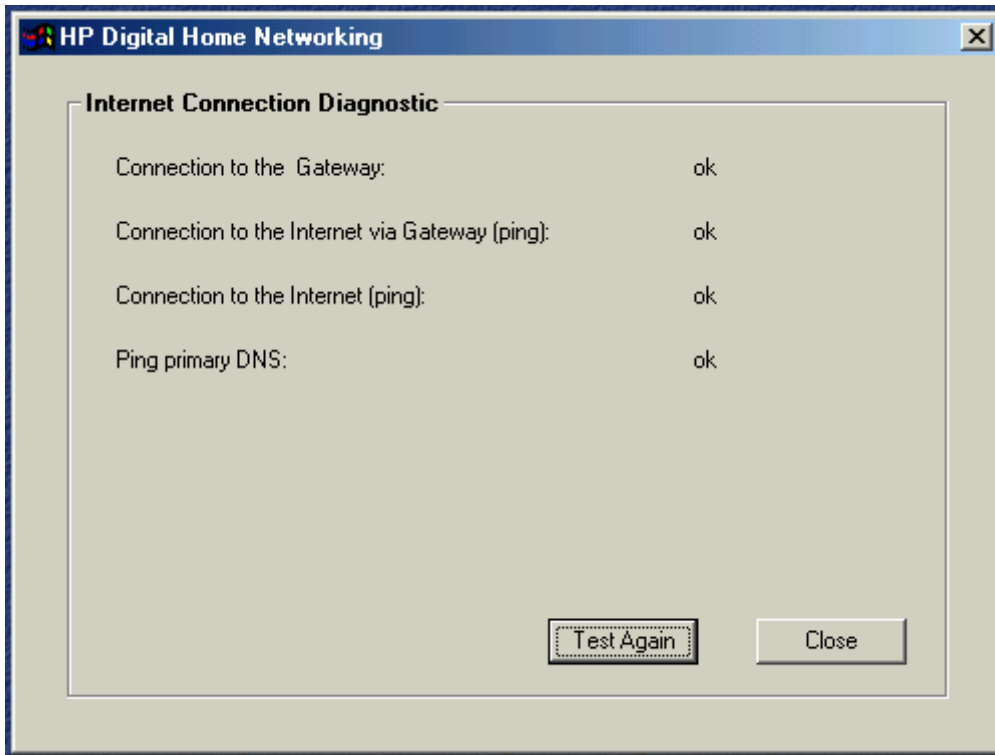 HP Digital Home Networking
Internet Connection Diagnostic
Connection to the  Gateway: ok
Connection to the Internet via Gateway (ping): ok
Connection to the Internet (ping): ok
Ping primary DNS: ok
Test Again Close